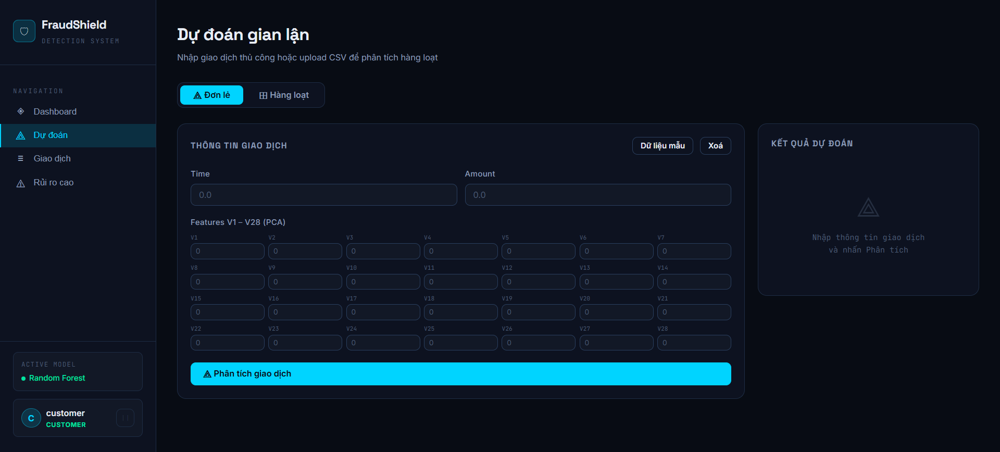 FraudShield
DETECTION SYSTEM
NAVIGATION
Dashboard
Dự đoán
Giao dịch
Rủi ro cao
ACTIVE MODEL
Random Forest
C
customer
CUSTOMER
Dự đoán gian lận
Nhập giao dịch thủ công hoặc upload CSV để phân tích hàng loạt
Đơn lẻ
Hàng loạt
THÔNG TIN GIAO DỊCH
Dữ liệu mẫu
Xoá
Time
Amount
0.0
0.0
Features V1 – V28 (PCA)
V1 V2 V3 V4 V5 V6 V7
0 0 0 0 0 0 0
V8 V9 V10 V11 V12 V13 V14
0 0 0 0 0 0 0
V15 V16 V17 V18 V19 V20 V21
0 0 0 0 0 0 0
V22 V23 V24 V25 V26 V27 V28
0 0 0 0 0 0 0
Phân tích giao dịch
KẾT QUẢ DỰ ĐOÁN
Nhập thông tin giao dịch
và nhấn Phân tích